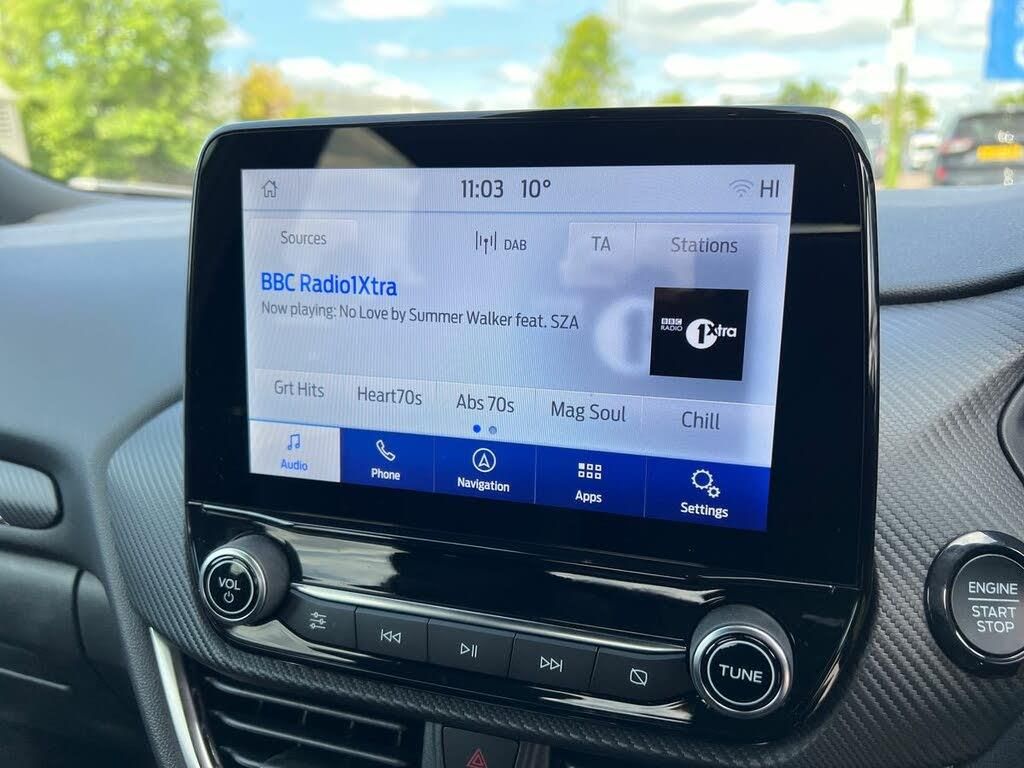 11:03 10° HI
Sources DAB TA Stations
BBC Radio1Xtra
Now playing: No Love by Summer Walker feat. SZA
BBC
RADIO
1Xtra
Grt Hits Heart70s Abs 70s Mag Soul Chill
Audio Phone Navigation Apps Settings
VOL
TUNE
ENGINE
START
STOP